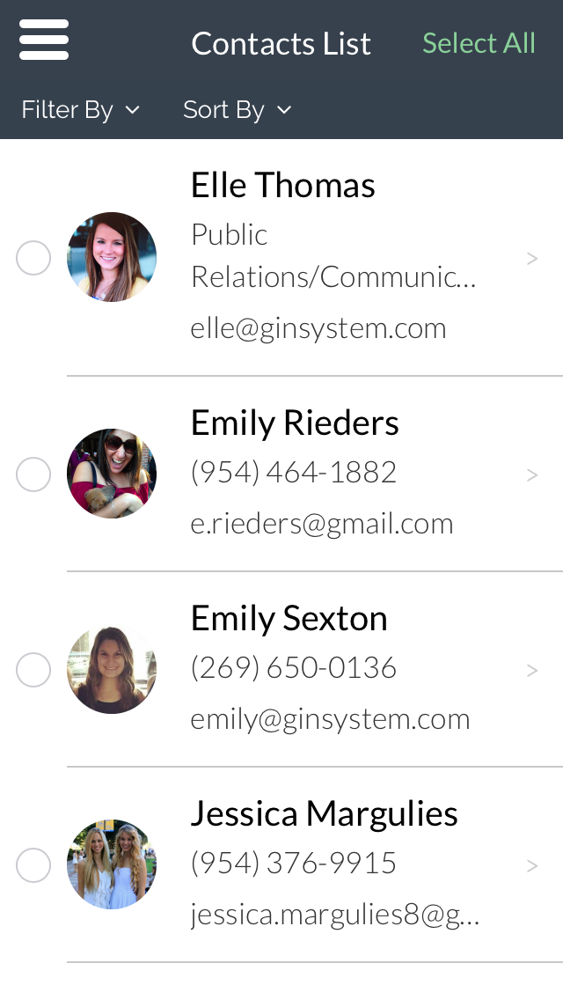 Contacts List
Select All
Filter By
Sort By
Elle Thomas
Public
Relations/Communic...
elle@ginsystem.com
Emily Rieders
(954) 464-1882
e.rieders@gmail.com
Emily Sexton
(269) 650-0136
emily@ginsystem.com
Jessica Margulies
(954) 376-9915
jessica.margulies8@g...